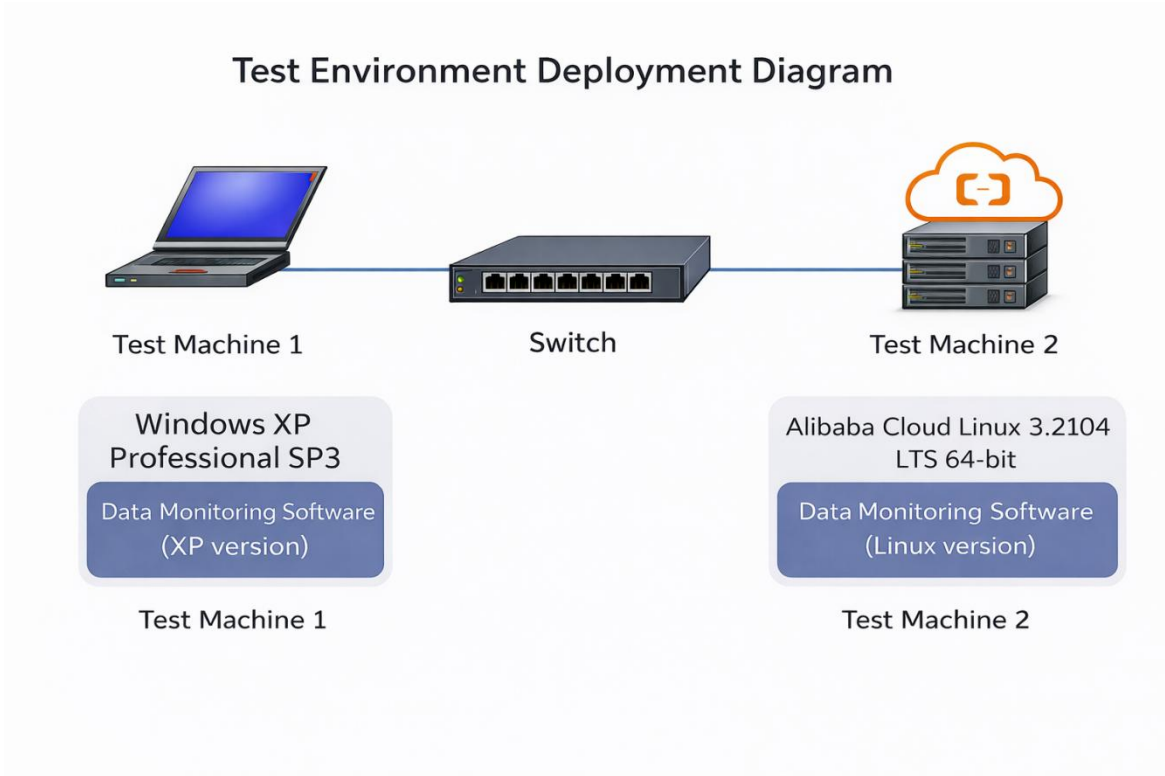 Test Environment Deployment Diagram
Test Machine 1
Switch
Test Machine 2
Windows XP
Professional SP3
Data Monitoring Software
(XP version)
Test Machine 1
Alibaba Cloud Linux 3.2104
LTS 64-bit
Data Monitoring Software
(Linux version)
Test Machine 2